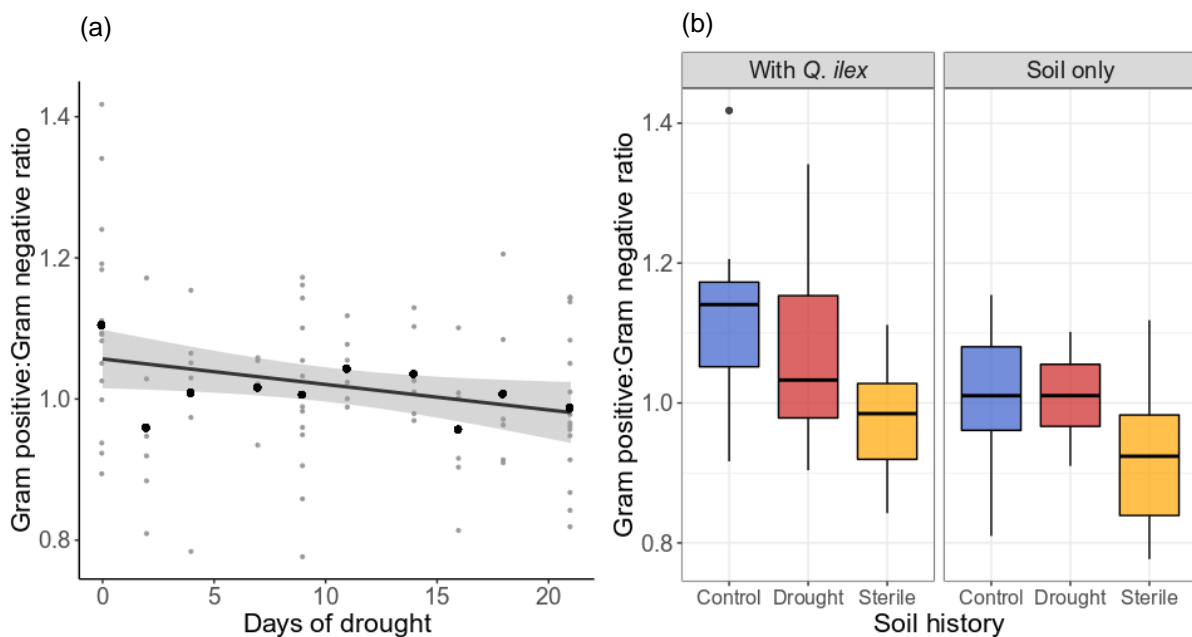 (a)
Gram positive:Gram negative ratio
1.4
1.2
1.0
0.8
0
5
10
15
20
Days of drought
(b)
With Q. ilex
Soil only
Gram positive:Gram negative ratio
1.4
1.2
1.0
0.8
Control
Drought
Sterile
Control
Drought
Sterile
Soil history